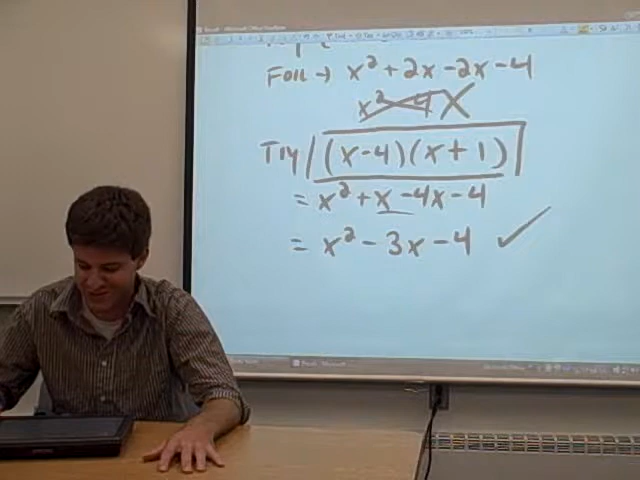 FOIL → x² + 2x - 2x - 4
x² - 4 X
Try (x-4)(x+1)
= x² + x - 4x - 4
= x² - 3x - 4 ✓